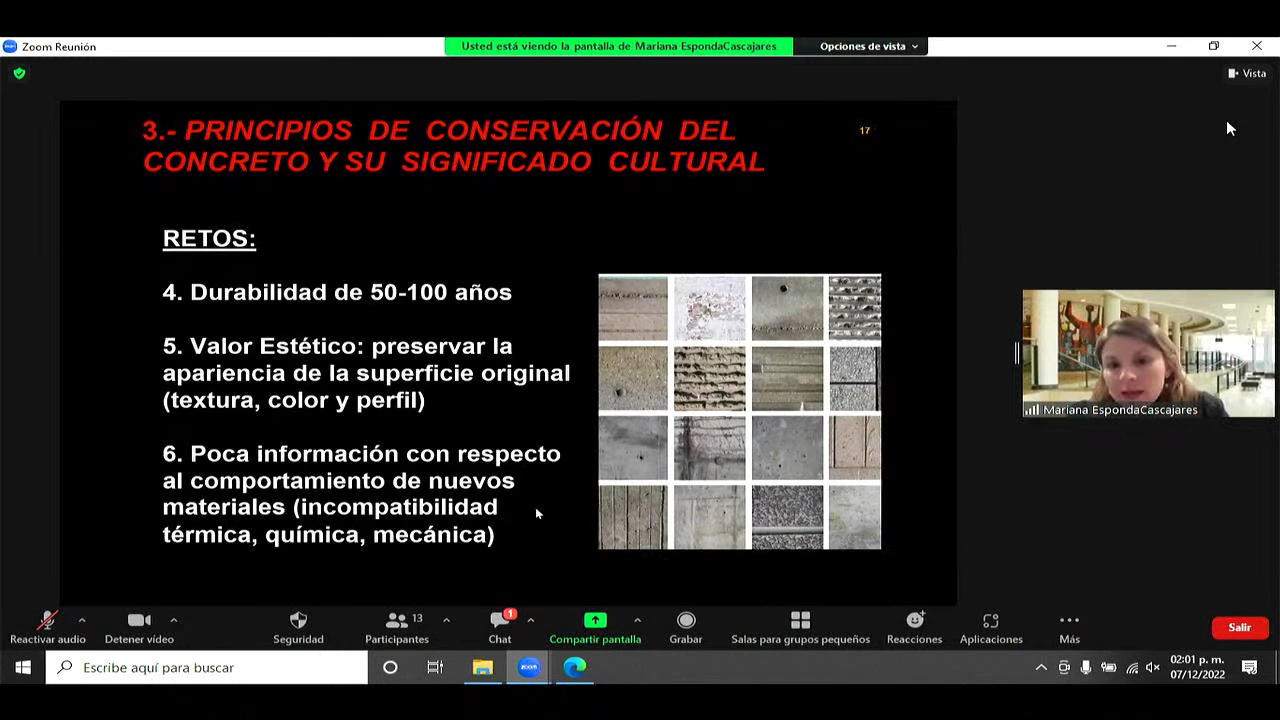 Zoom Reunión
Usted está viendo la pantalla de Mariana EspondaCascajares
Opciones de vista
Vista
3.- PRINCIPIOS DE CONSERVACIÓN DEL
CONCRETO Y SU SIGNIFICADO CULTURAL
17
RETOS:
4. Durabilidad de 50-100 años
5. Valor Estético: preservar la
apariencia de la superficie original
(textura, color y perfil)
6. Poca información con respecto
al comportamiento de nuevos
materiales (incompatibilidad
térmica, química, mecánica)
Mariana EspondaCascajares
Reactivar audio
Detener vídeo
Seguridad
13
Participantes
1
Chat
Compartir pantalla
Grabar
Salas para grupos pequeños
Reacciones
Aplicaciones
Más
Salir
Escribe aquí para buscar
zoom
02:01 p. m.
07/12/2022